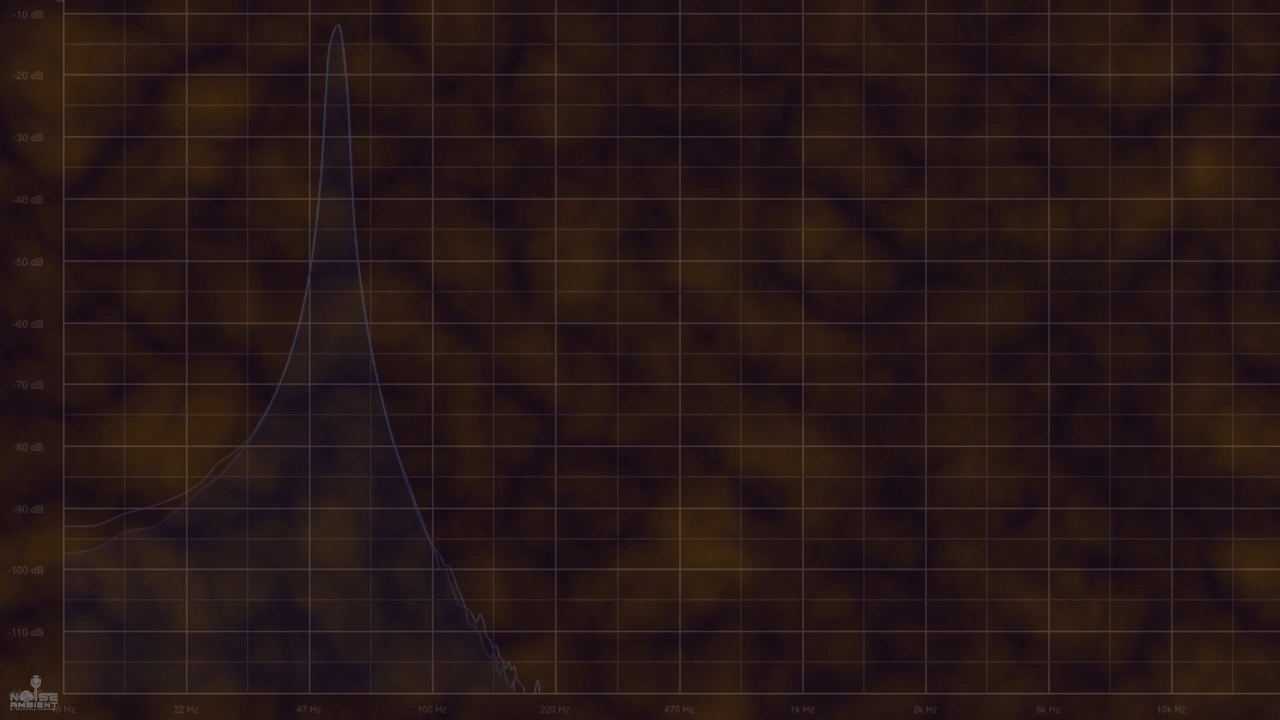 -10 dB
-20 dB
-30 dB
-40 dB
-50 dB
-60 dB
-70 dB
-80 dB
-90 dB
-100 dB
-110 dB
NOISE
AMBIENT
Hz 22 Hz 47 Hz 100 Hz 220 Hz 470 Hz 1k Hz 2k Hz 5k Hz 10k Hz